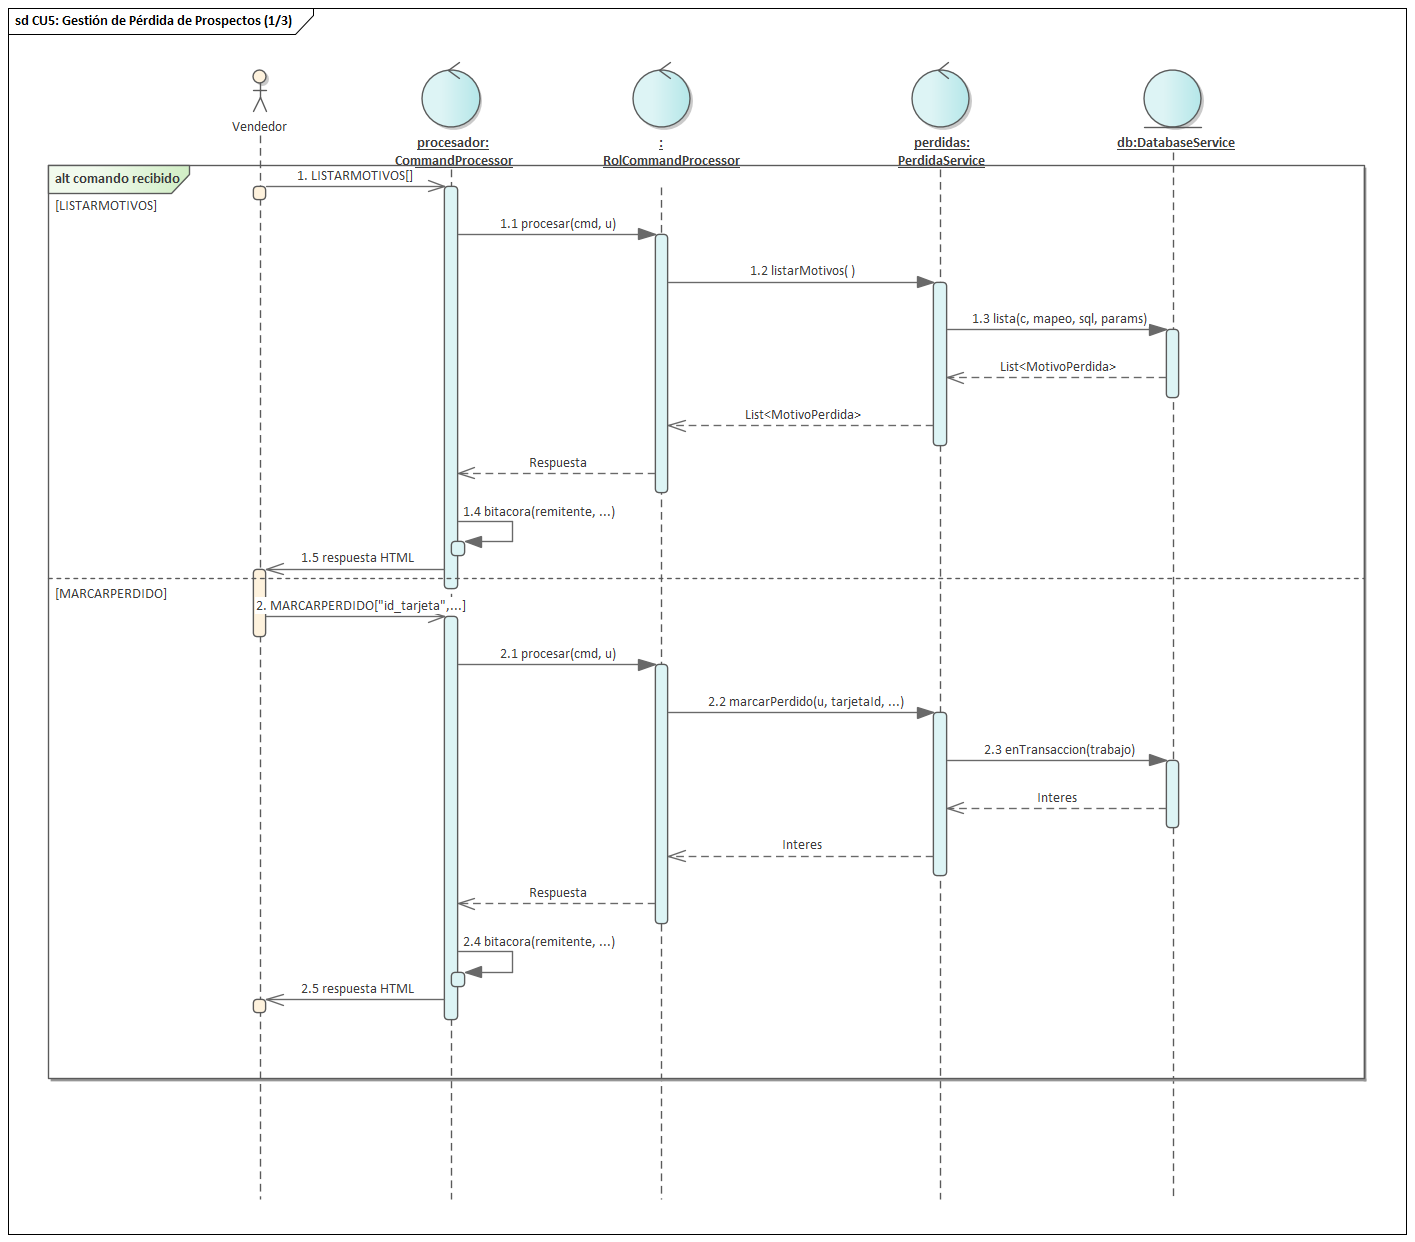 sd CU5: Gestión de Pérdida de Prospectos (1/3)
Vendedor
procesador:
CommandProcessor
:
RolCommandProcessor
perdidas:
PerdidaService
db:DatabaseService
alt comando recibido
[LISTARMOTIVOS]
1. LISTARMOTIVOS[]
1.1 procesar(cmd, u)
1.2 listarMotivos( )
1.3 lista(c, mapeo, sql, params)
List<MotivoPerdida>
List<MotivoPerdida>
Respuesta
1.4 bitacora(remitente, ...)
1.5 respuesta HTML
[MARCARPERDIDO]
2. MARCARPERDIDO["id_tarjeta",...]
2.1 procesar(cmd, u)
2.2 marcarPerdido(u, tarjetaId, ...)
2.3 enTransaccion(trabajo)
Interes
Interes
Respuesta
2.4 bitacora(remitente, ...)
2.5 respuesta HTML